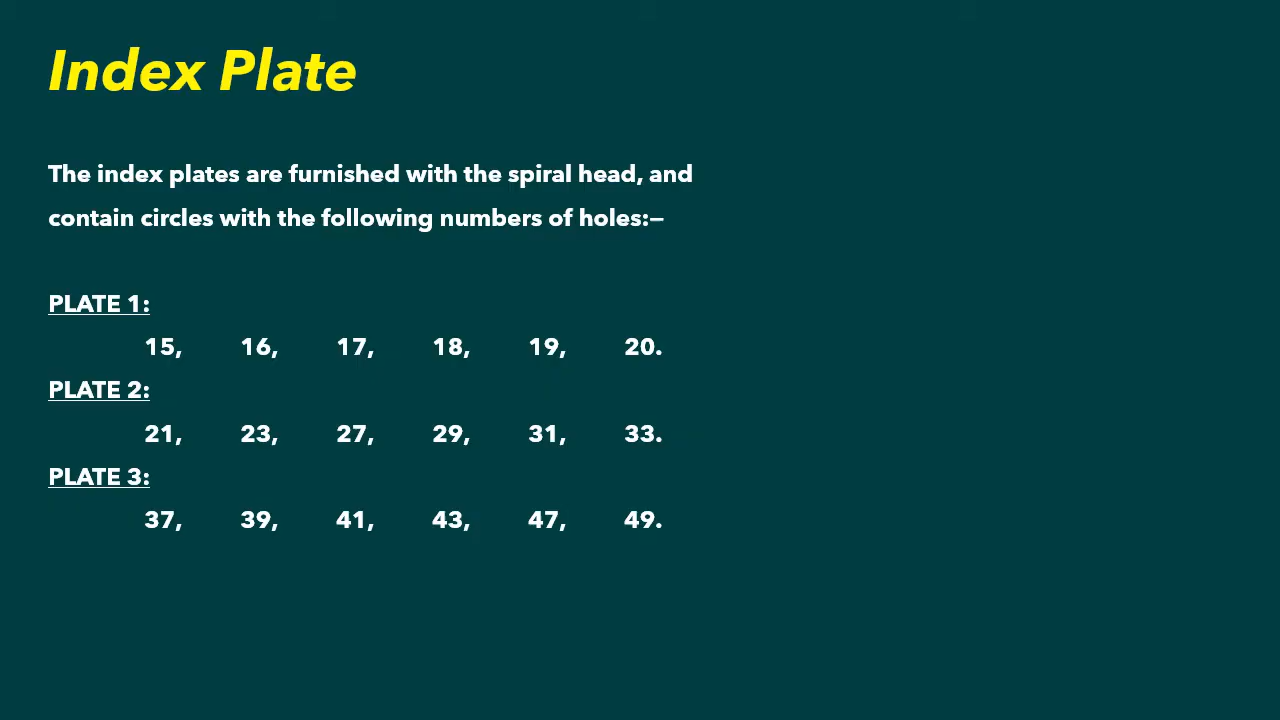 Index Plate
The index plates are furnished with the spiral head, and
contain circles with the following numbers of holes:–
PLATE 1:
15, 16, 17, 18, 19, 20.
PLATE 2:
21, 23, 27, 29, 31, 33.
PLATE 3:
37, 39, 41, 43, 47, 49.